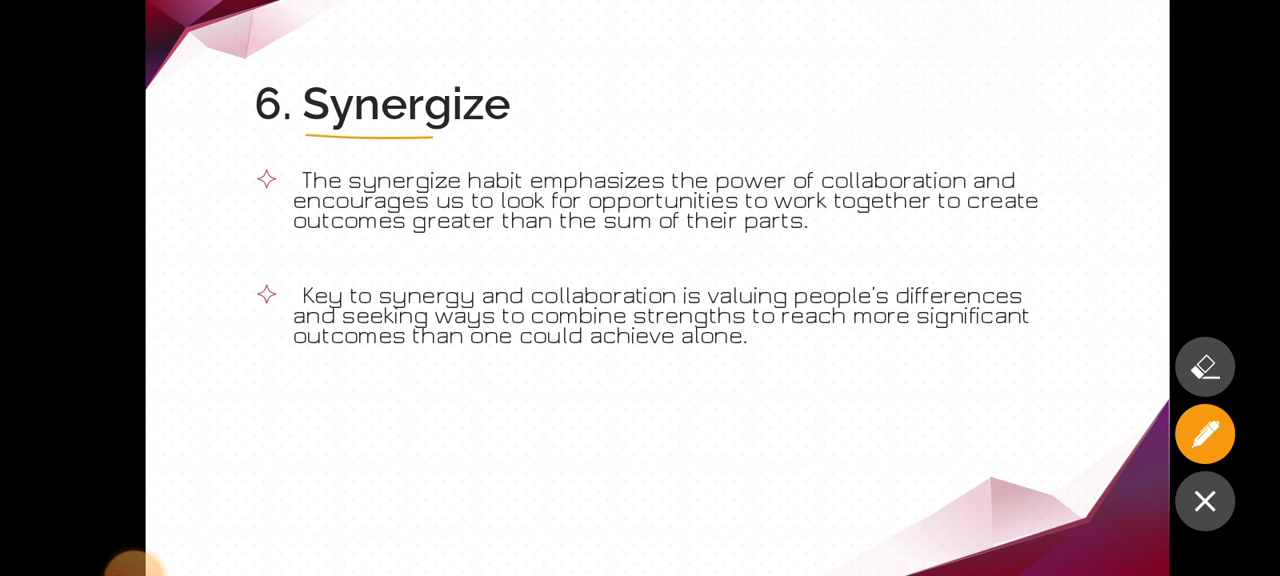 6. Synergize
The synergize habit emphasizes the power of collaboration and
encourages us to look for opportunities to work together to create
outcomes greater than the sum of their parts.
Key to synergy and collaboration is valuing people's differences
and seeking ways to combine strengths to reach more significant
outcomes than one could achieve alone.